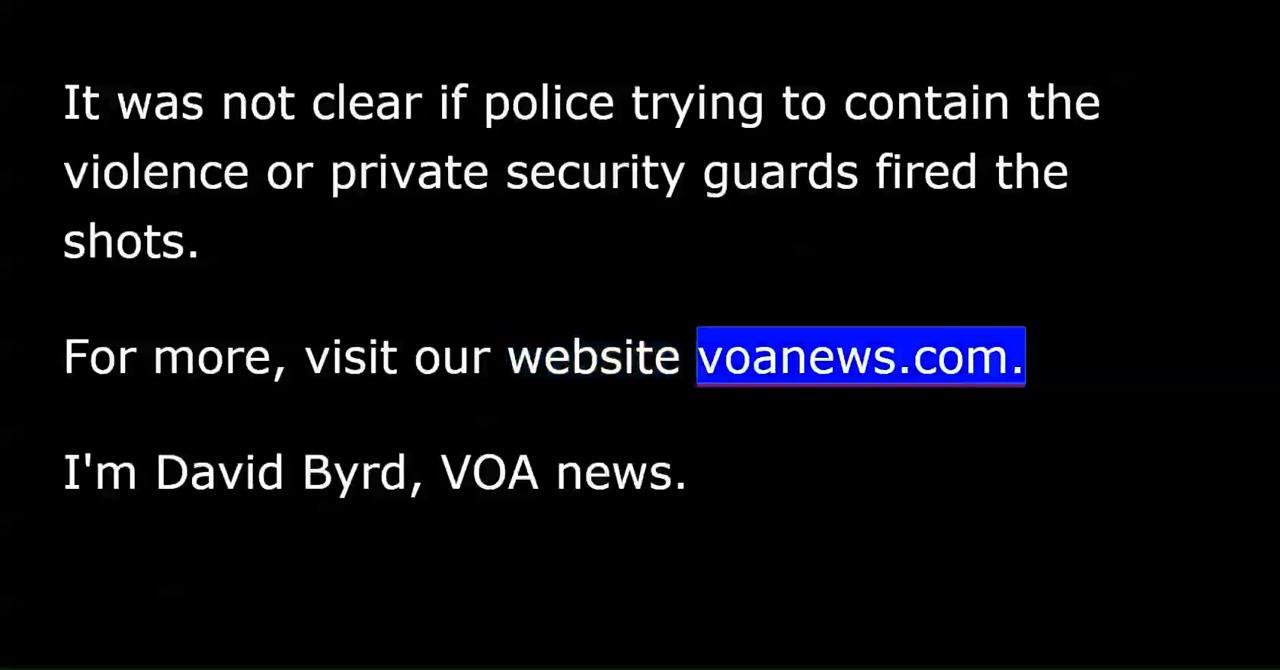 It was not clear if police trying to contain the
violence or private security guards fired the
shots.
For more, visit our website voanews.com.
I'm David Byrd, VOA news.